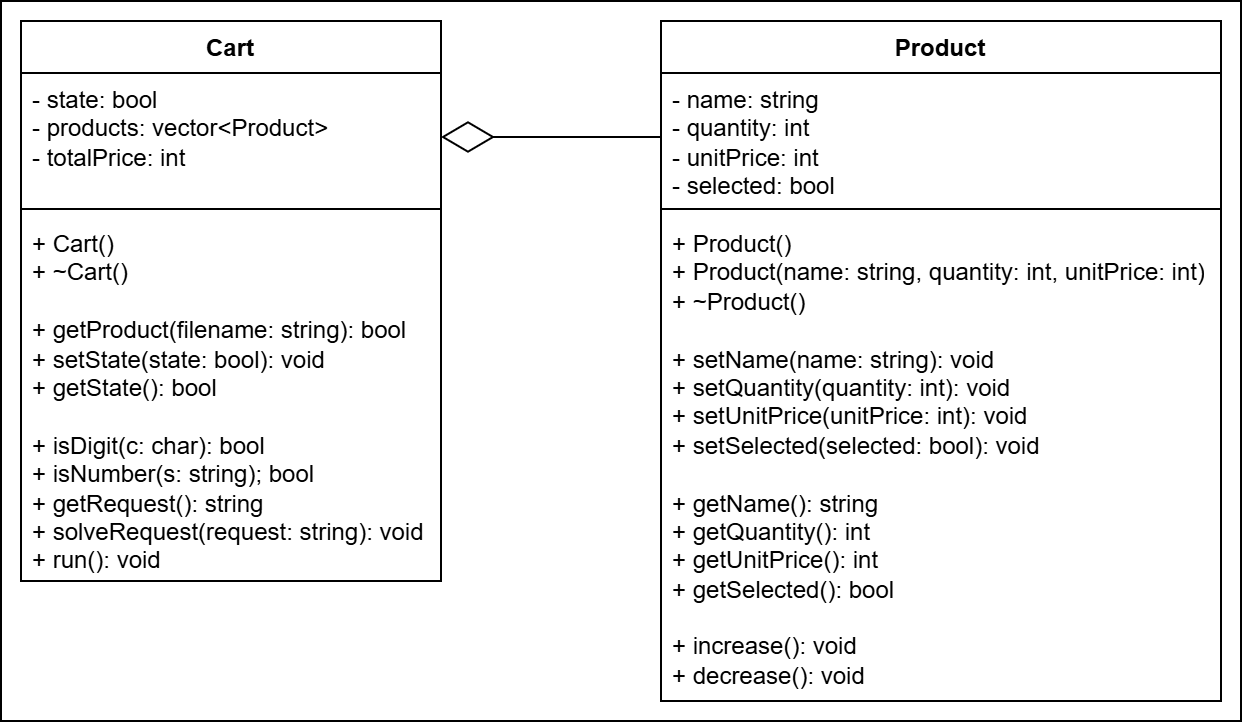 Cart
- state: bool
- products: vector<Product>
- totalPrice: int
+ Cart()
+ ~Cart()
+ getProduct(filename: string): bool
+ setState(state: bool): void
+ getState(): bool
+ isDigit(c: char): bool
+ isNumber(s: string); bool
+ getRequest(): string
+ solveRequest(request: string): void
+ run(): void
Product
- name: string
- quantity: int
- unitPrice: int
- selected: bool
+ Product()
+ Product(name: string, quantity: int, unitPrice: int)
+ ~Product()
+ setName(name: string): void
+ setQuantity(quantity: int): void
+ setUnitPrice(unitPrice: int): void
+ setSelected(selected: bool): void
+ getName(): string
+ getQuantity(): int
+ getUnitPrice(): int
+ getSelected(): bool
+ increase(): void
+ decrease(): void